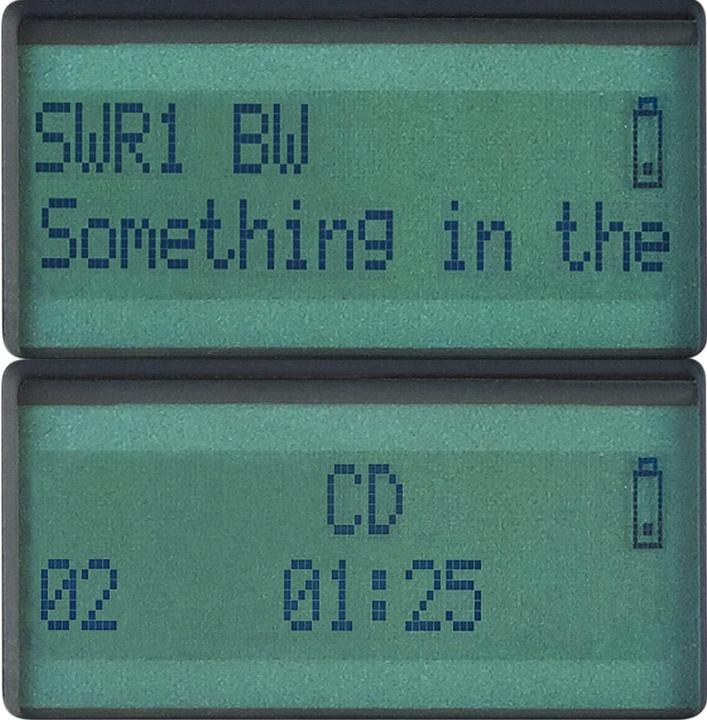 SWR1 BW
Something in the
CD
02 01:25